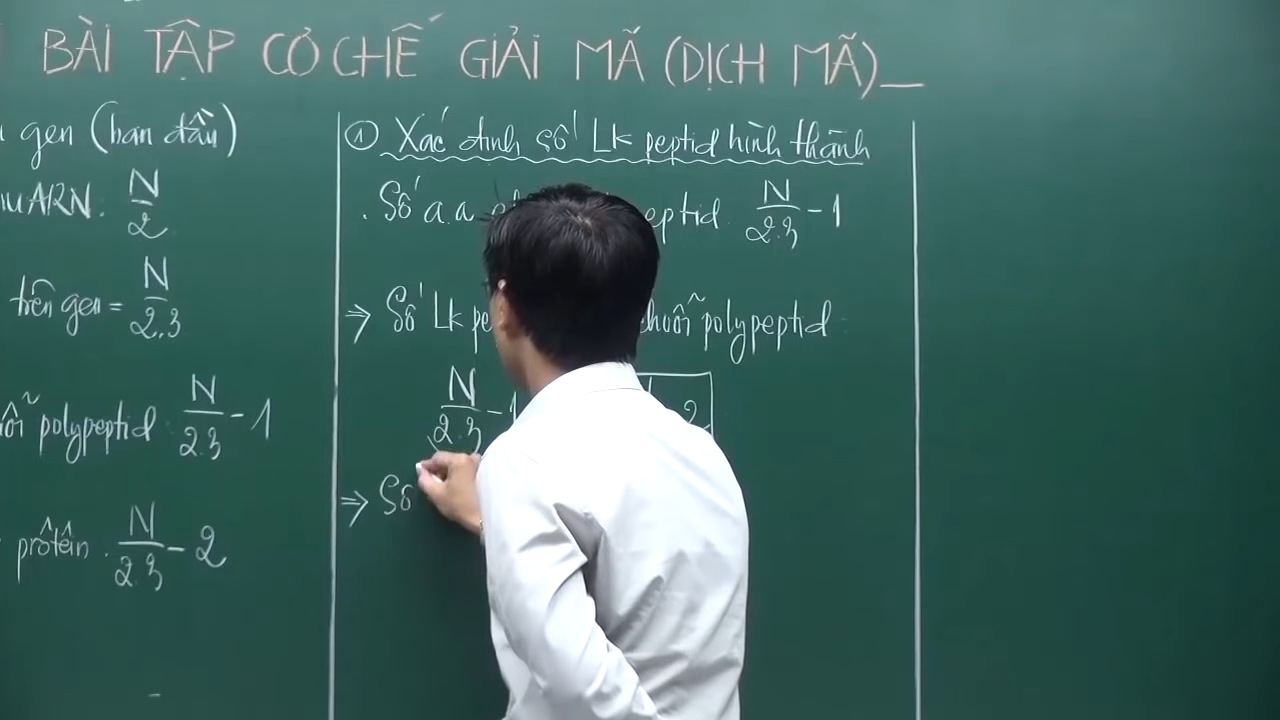 BÀI TẬP CƠ CHẾ GIẢI MÃ (DỊCH MÃ)
gen (ban đầu)
mARN. N/2
trên gen = N/2.3
polypeptid N/2.3 - 1
prôtêin. N/2.3 - 2
① Xác định số Lk peptid hình thành
. Số a.a peptid N/2.3 - 1
⇒ Số Lk chuỗi polypeptid:
N/2.3 - 1 2
⇒ Số